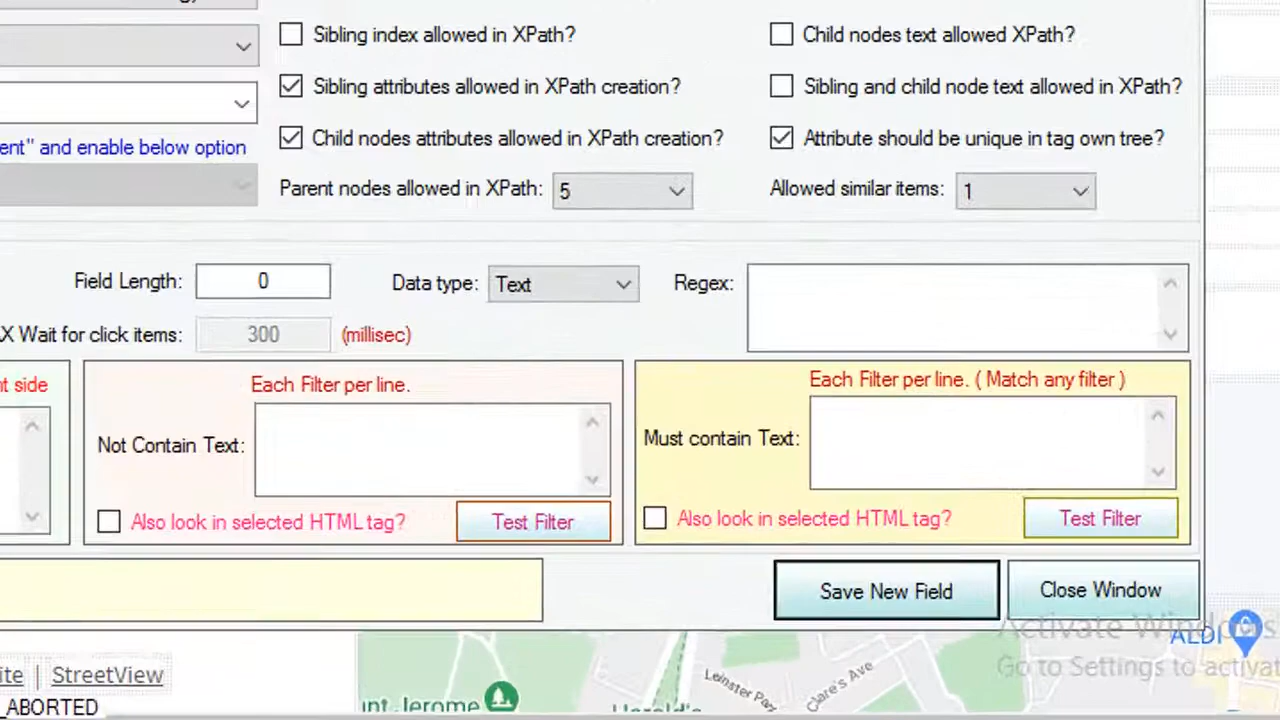 Sibling index allowed in XPath?
Child nodes text allowed XPath?
Sibling attributes allowed in XPath creation?
Sibling and child node text allowed in XPath?
ent" and enable below option
Child nodes attributes allowed in XPath creation?
Attribute should be unique in tag own tree?
Parent nodes allowed in XPath: 5
Allowed similar items: 1
Field Length: 0
Data type: Text
Regex:
X Wait for click items: 300 (millisec)
nt side
Each Filter per line.
Each Filter per line. ( Match any filter )
Not Contain Text:
Must contain Text:
Also look in selected HTML tag?
Test Filter
Also look in selected HTML tag?
Test Filter
Save New Field
Close Window
Activate Windows
Go to Settings to activat
ALDI
ite | StreetView
_ABORTED
unt Jerome
Harold's
Leinster Park
Clare's Ave